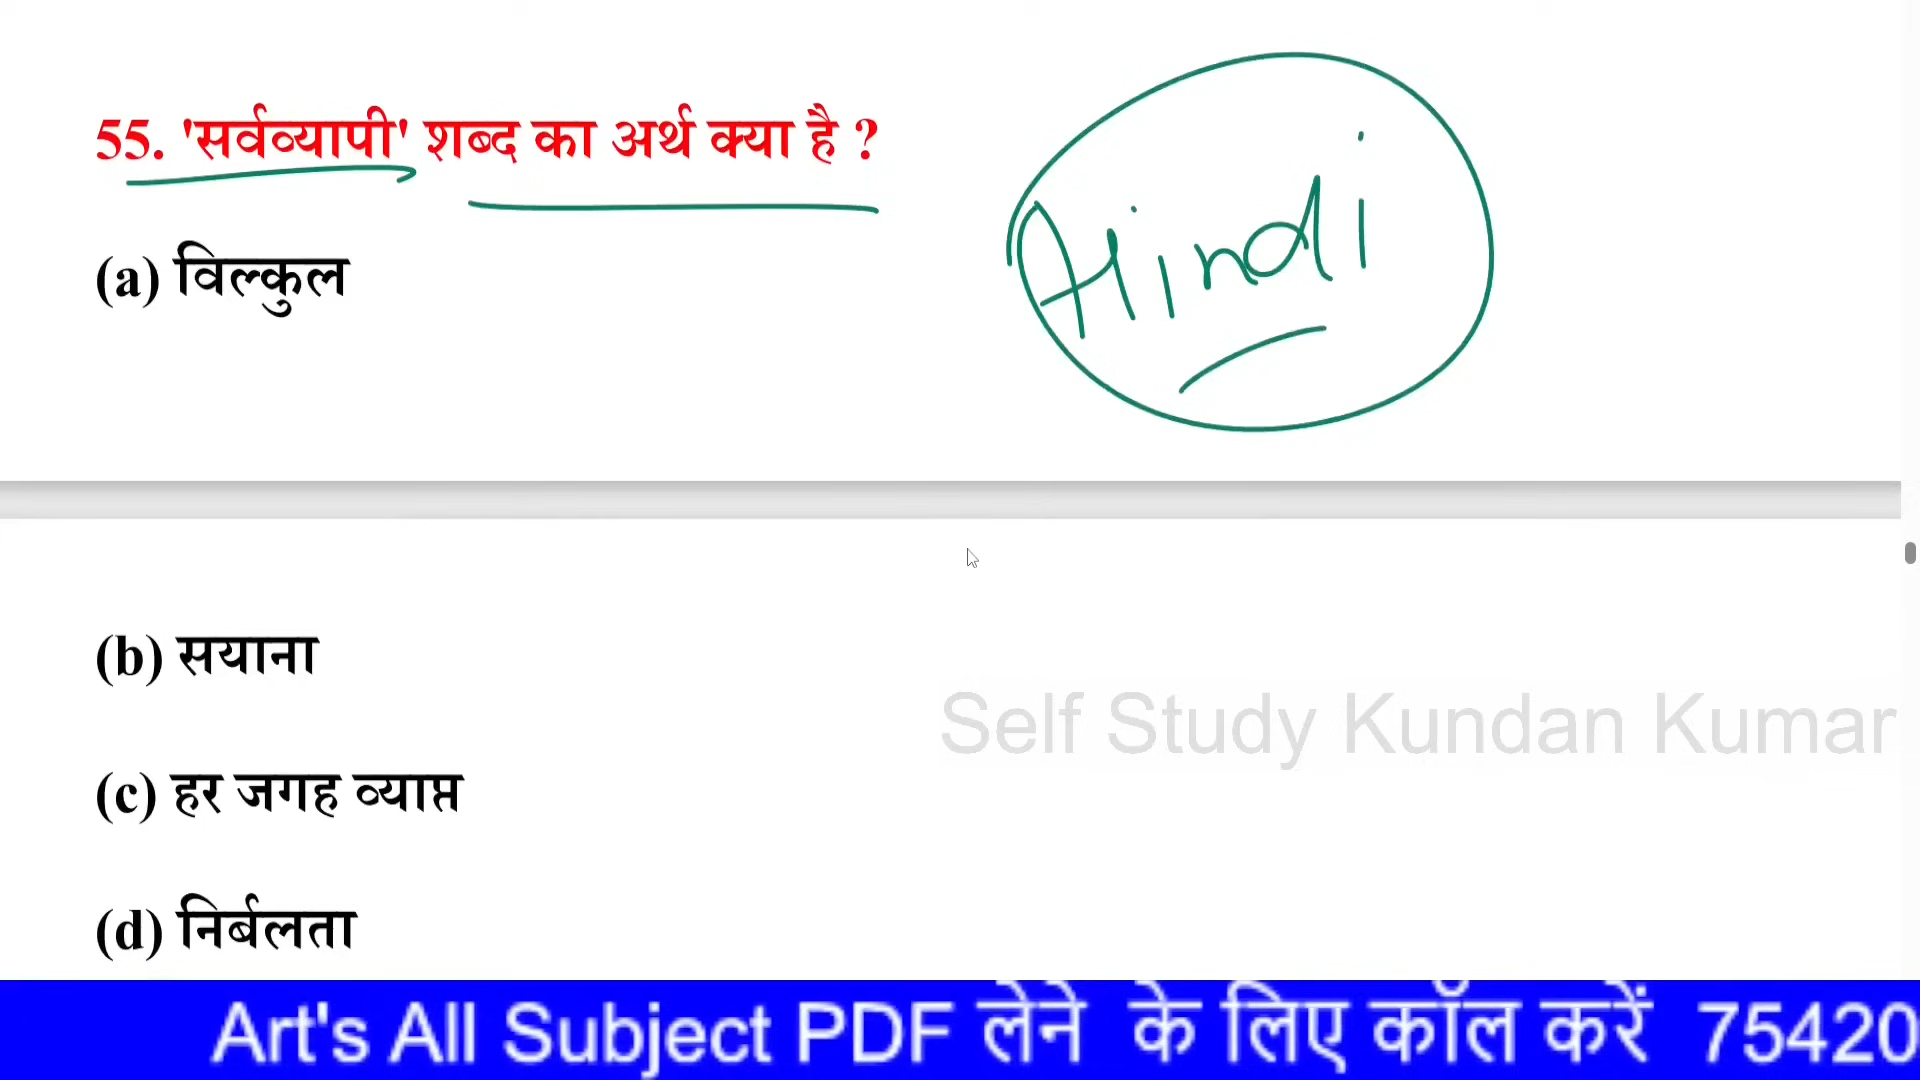 55. 'सर्वव्यापी' शब्द का अर्थ क्या है ?
Hindi
(a) विल्कुल
(b) सयाना
Self Study Kundan Kumar
(c) हर जगह व्याप्त
(d) निर्बलता
Art's All Subject PDF लेने के लिए कॉल करें 75420